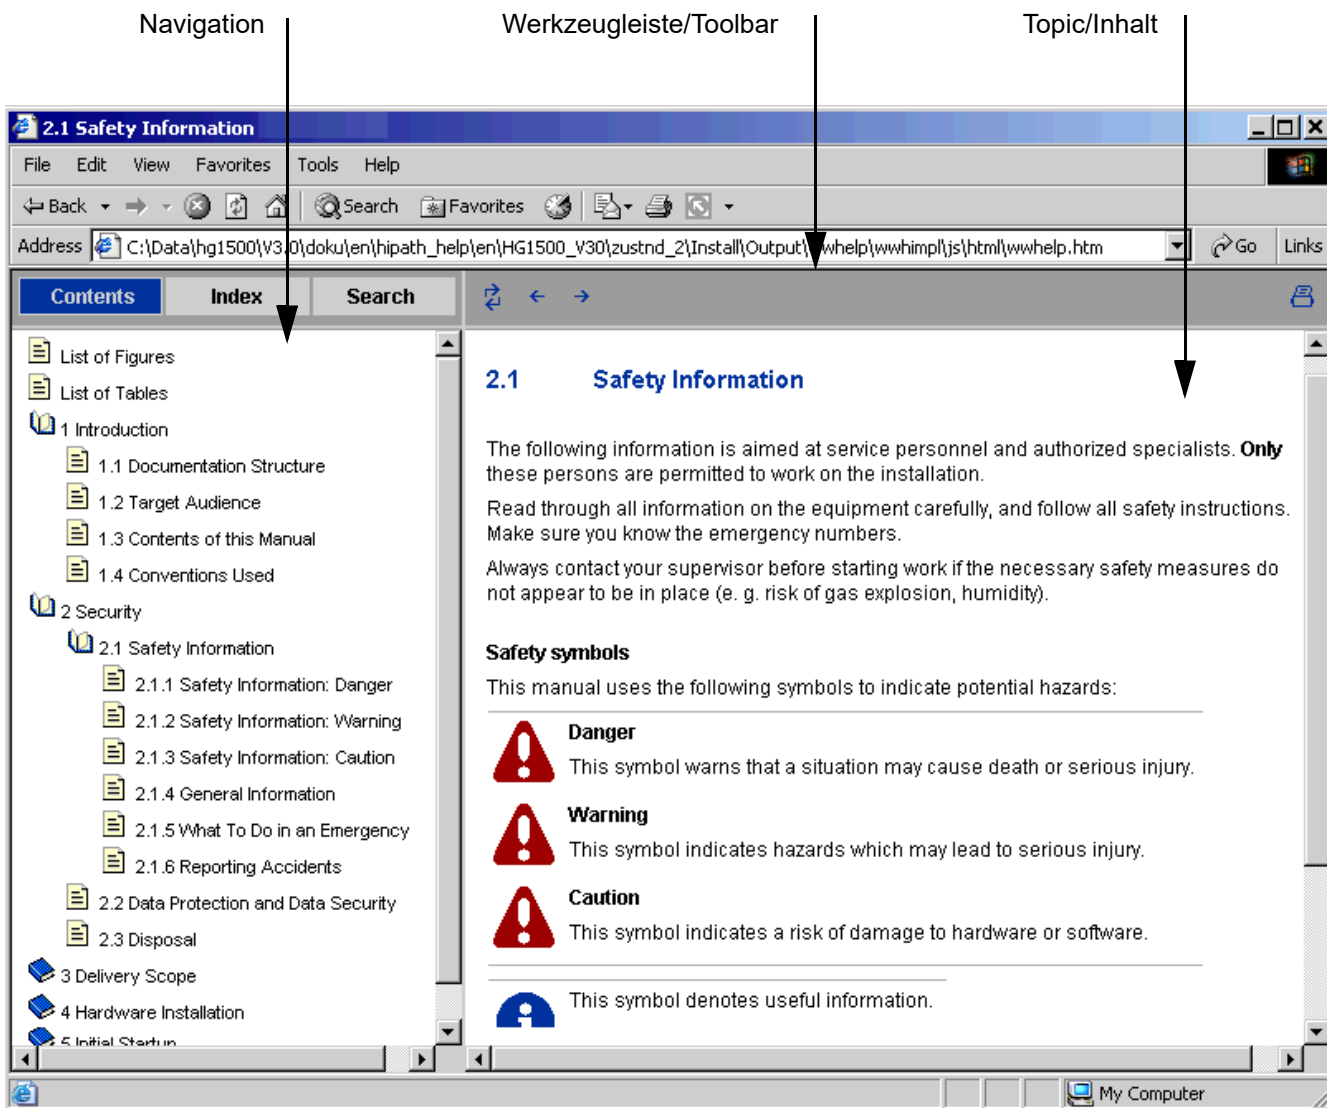 Navigation Werkzeugleiste/Toolbar Topic/Inhalt
2.1 Safety Information
File Edit View Favorites Tools Help
Back Search Favorites
Address C:\Data\hg1500\V3.0\doku\en\hipath_help\en\HG1500_V30\zustnd_2\Install\Output\wwhelp\wwhimpl\js\html\wwhelp.htm Go Links
Contents Index Search
List of Figures
List of Tables
1 Introduction
1.1 Documentation Structure
1.2 Target Audience
1.3 Contents of this Manual
1.4 Conventions Used
2 Security
2.1 Safety Information
2.1.1 Safety Information: Danger
2.1.2 Safety Information: Warning
2.1.3 Safety Information: Caution
2.1.4 General Information
2.1.5 What To Do in an Emergency
2.1.6 Reporting Accidents
2.2 Data Protection and Data Security
2.3 Disposal
3 Delivery Scope
4 Hardware Installation
5 Initial Startup
2.1 Safety Information
The following information is aimed at service personnel and authorized specialists. Only
these persons are permitted to work on the installation.
Read through all information on the equipment carefully, and follow all safety instructions.
Make sure you know the emergency numbers.
Always contact your supervisor before starting work if the necessary safety measures do
not appear to be in place (e. g. risk of gas explosion, humidity).
Safety symbols
This manual uses the following symbols to indicate potential hazards:
Danger
This symbol warns that a situation may cause death or serious injury.
Warning
This symbol indicates hazards which may lead to serious injury.
Caution
This symbol indicates a risk of damage to hardware or software.
This symbol denotes useful information.
My Computer